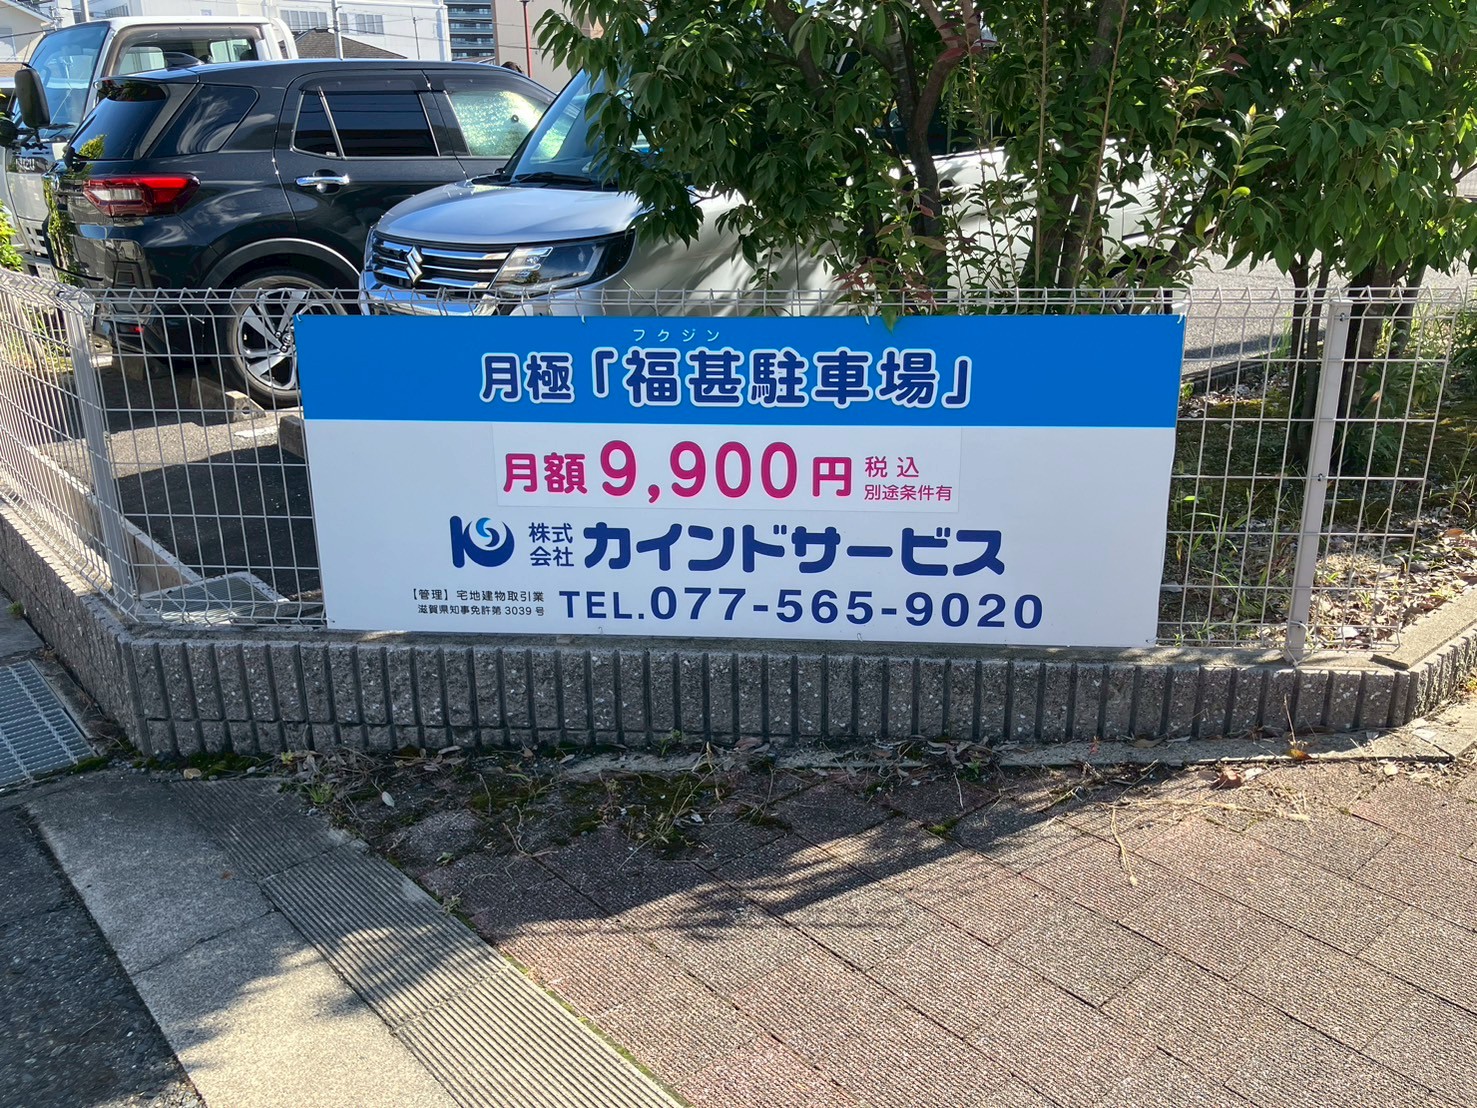 フクジン
月極「福甚駐車場」
月額9,900円 税込
別途条件有
株式会社 カインドサービス
【管理】宅地建物取引業
滋賀県知事免許第3039号
TEL.077-565-9020